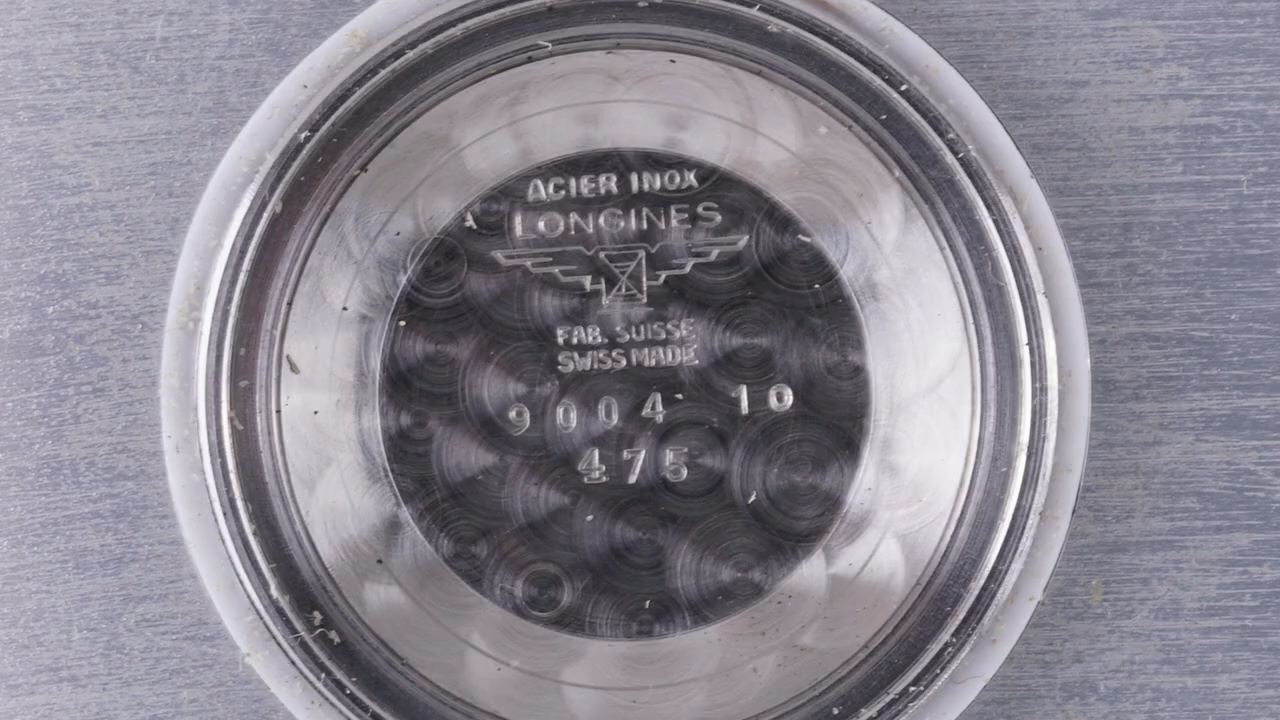 ACIER INOX
LONGINES
FAB. SUISSE
SWISS MADE
9004 10
475